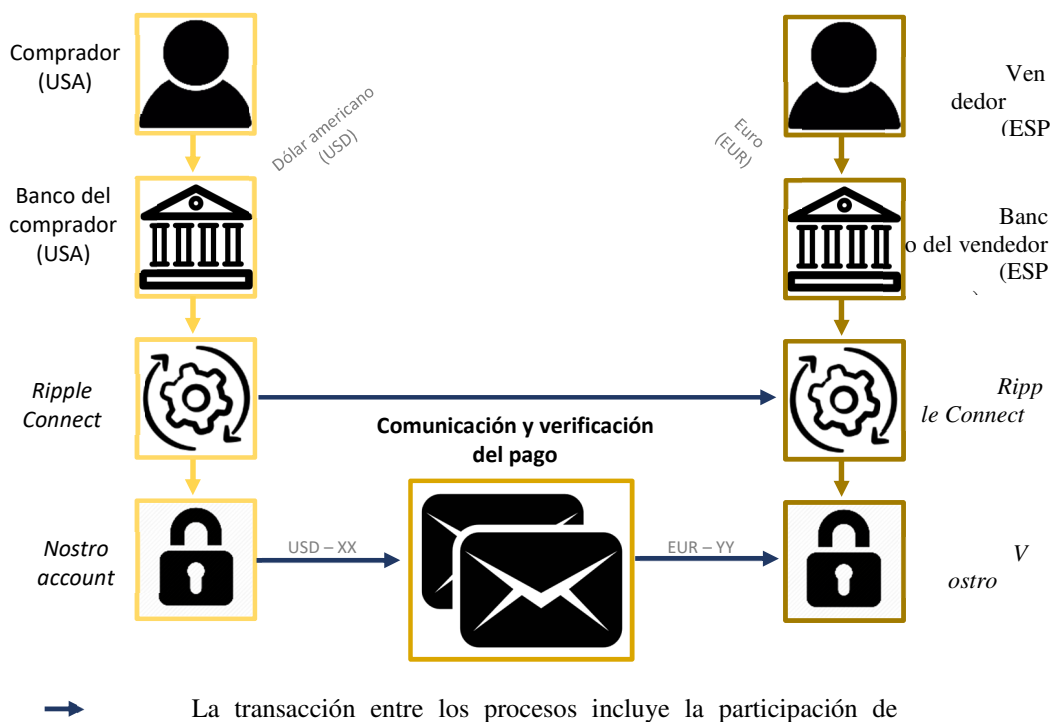 Comprador
(USA)
Dólar americano
(USD)
Euro
(EUR)
Ven
dedor
(ESP
Banco del
comprador
(USA)
Banc
o del vendedor
(ESP
Ripple
Connect
Ripp
le Connect
Comunicación y verificación
del pago
Nostro
account
USD – XX
EUR – YY
V
ostro
La transacción entre los procesos incluye la participación de